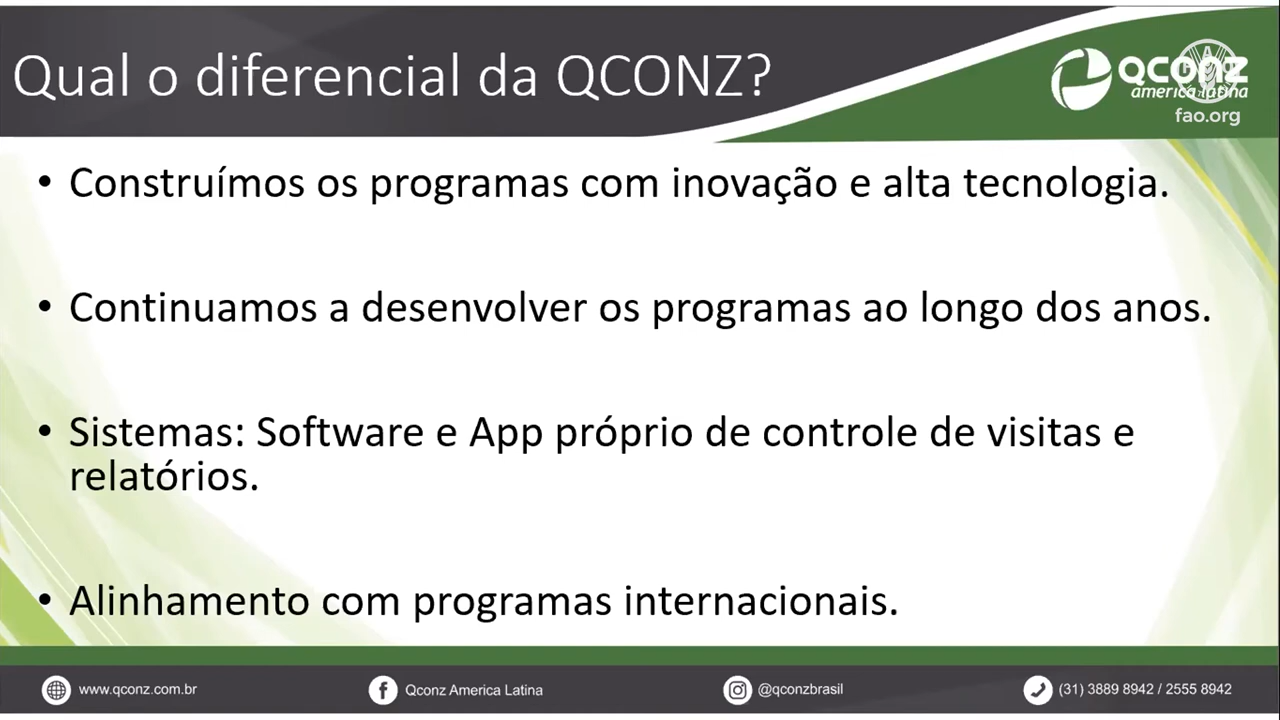 Qual o diferencial da QCONZ?
qconz
america latina
fao.org
• Construímos os programas com inovação e alta tecnologia.
• Continuamos a desenvolver os programas ao longo dos anos.
• Sistemas: Software e App próprio de controle de visitas e
relatórios.
• Alinhamento com programas internacionais.
www.qconz.com.br
Qconz America Latina
@qconzbrasil
(31) 3889 8942 / 2555 8942